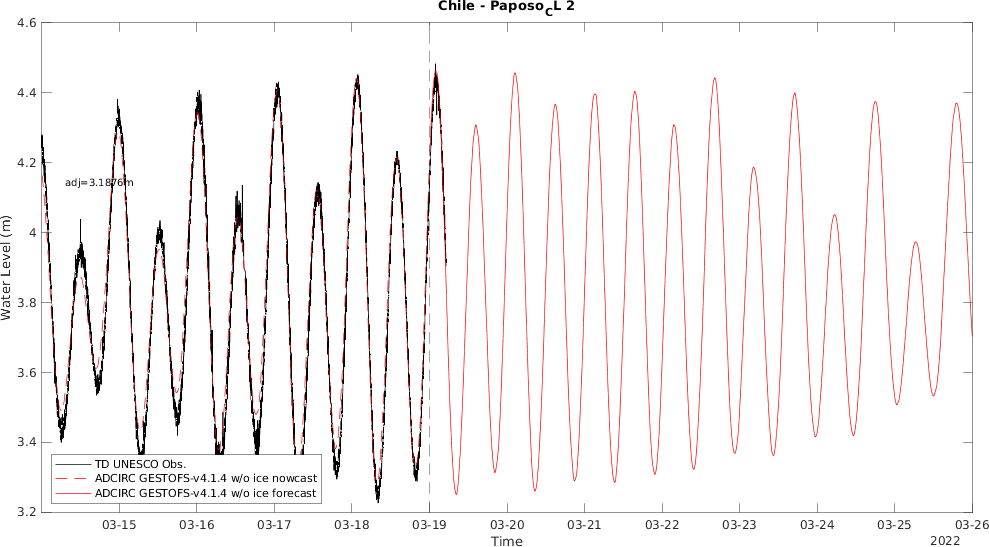 Chile - PaposoCL 2
4.6
4.4
4.2
4
3.8
3.6
3.4
3.2
Water Level (m)
adj=3.1876m
TD UNESCO Obs.
ADCIRC GESTOFS-v4.1.4 w/o ice nowcast
ADCIRC GESTOFS-v4.1.4 w/o ice forecast
03-15 03-16 03-17 03-18 03-19 03-20 03-21 03-22 03-23 03-24 03-25 03-26
Time
2022